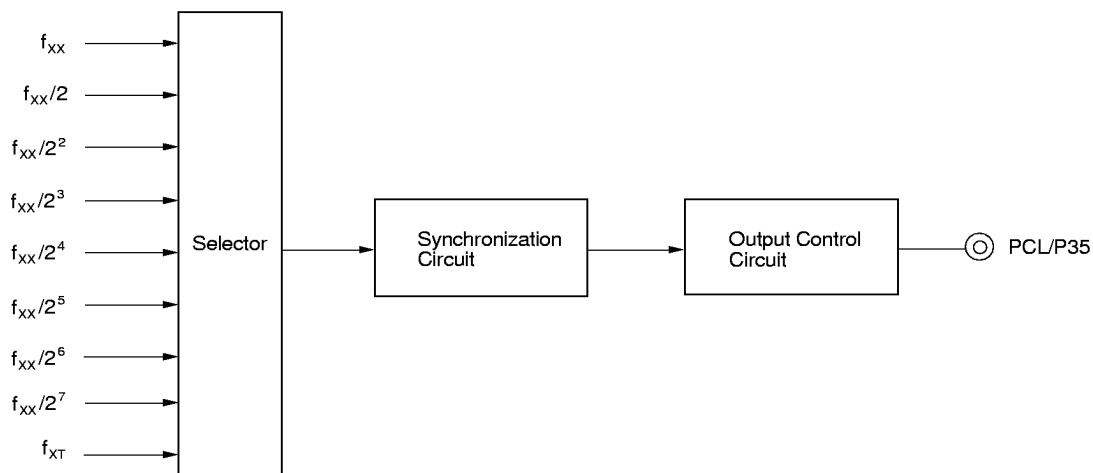 fXX
fXX/2
fXX/2²
fXX/2³
fXX/2⁴
fXX/2⁵
fXX/2⁶
fXX/2⁷
fXT
Selector
Synchronization
Circuit
Output Control
Circuit
PCL/P35